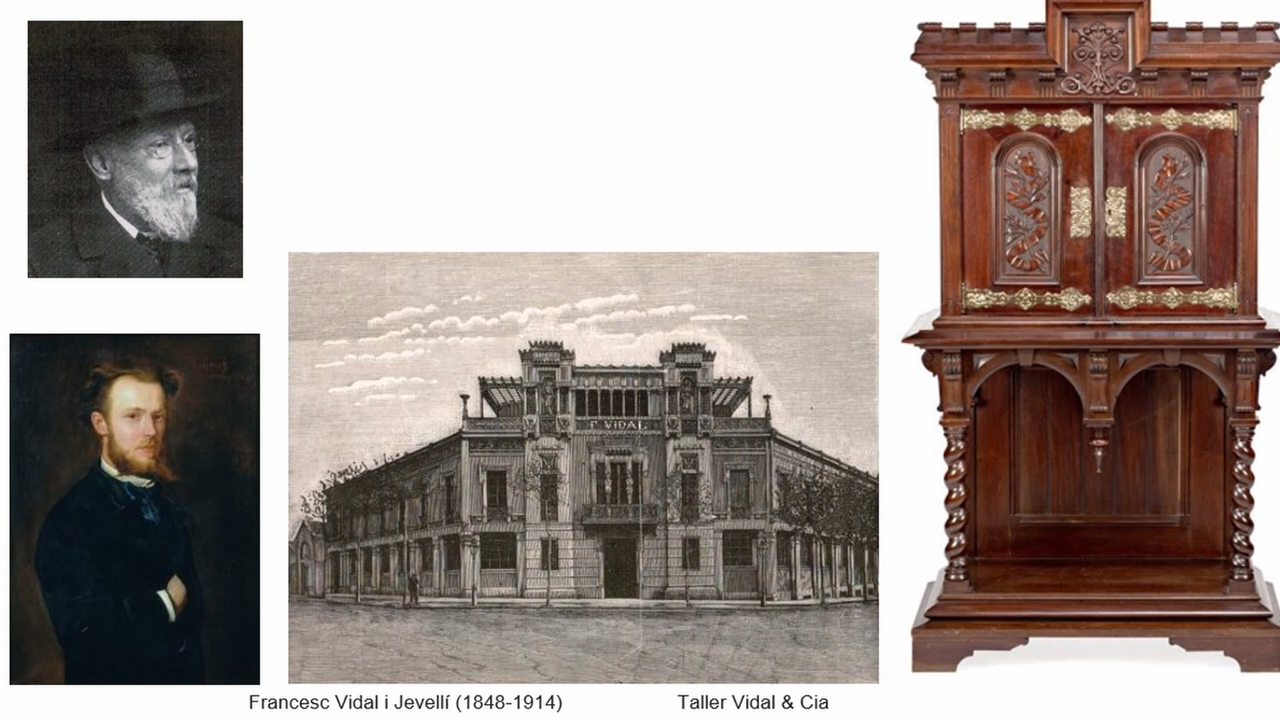 F. VIDAL
Francesc Vidal i Jevellí (1848-1914)
Taller Vidal & Cia